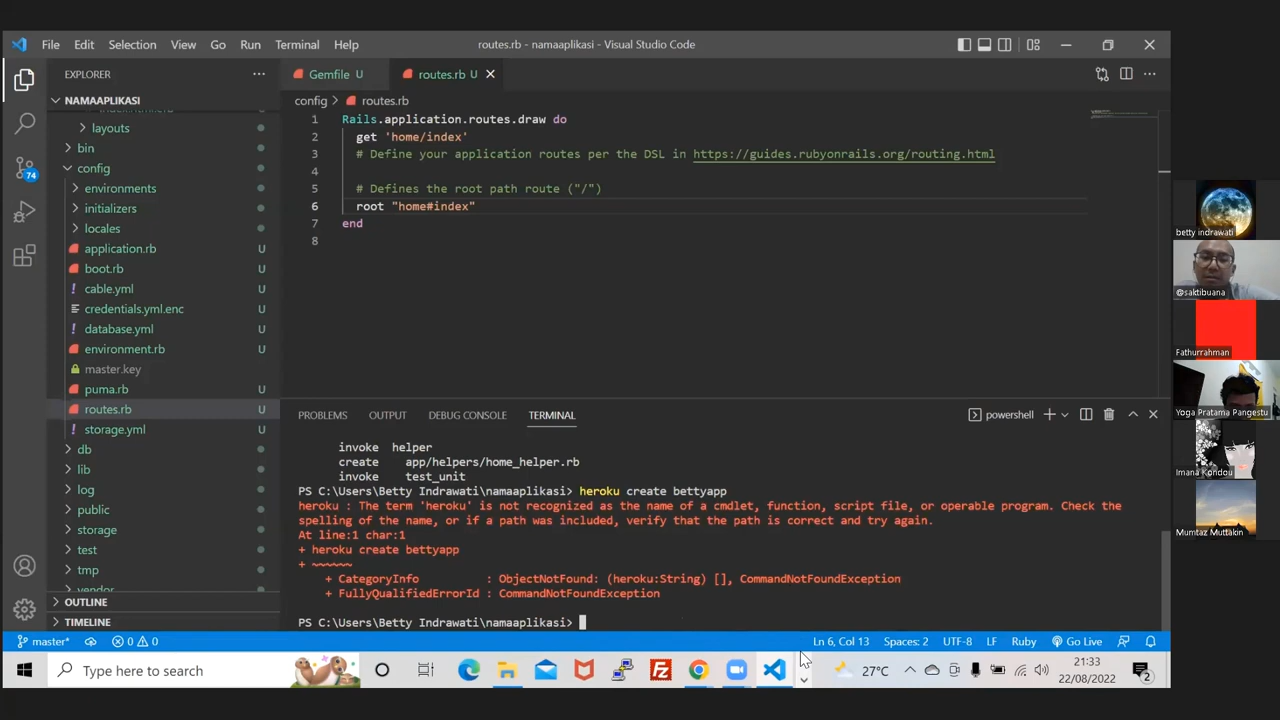 File Edit Selection View Go Run Terminal Help
routes.rb - namaaplikasi - Visual Studio Code
EXPLORER
NAMAAPLIKASI
layouts
bin
config
environments
initializers
locales
application.rb U
boot.rb U
cable.yml U
credentials.yml.enc U
database.yml U
environment.rb U
master.key
puma.rb U
routes.rb U
storage.yml U
db
lib
log
public
storage
test
tmp
vendor
OUTLINE
TIMELINE
74
Gemfile U
routes.rb U
config > routes.rb
1 Rails.application.routes.draw do
2 get 'home/index'
3 # Define your application routes per the DSL in https://guides.rubyonrails.org/routing.html
4
5 # Defines the root path route ("/")
6 root "home#index"
7 end
8
PROBLEMS OUTPUT DEBUG CONSOLE TERMINAL
powershell
invoke helper
create app/helpers/home_helper.rb
invoke test_unit
PS C:\Users\Betty Indrawati\namaaplikasi> heroku create bettyapp
heroku : The term 'heroku' is not recognized as the name of a cmdlet, function, script file, or operable program. Check the
spelling of the name, or if a path was included, verify that the path is correct and try again.
At line:1 char:1
+ heroku create bettyapp
+ ~~~~~~
+ CategoryInfo : ObjectNotFound: (heroku:String) [], CommandNotFoundException
+ FullyQualifiedErrorId : CommandNotFoundException
PS C:\Users\Betty Indrawati\namaaplikasi>
master* 0 0
Ln 6, Col 13 Spaces: 2 UTF-8 LF Ruby Go Live
Type here to search
27°C
21:33
22/08/2022
2
betty indrawati
@saktibuana
Fathurrahman
Yoga Pratama Pangestu
Imana Kondou
Mumtaz Muttakin